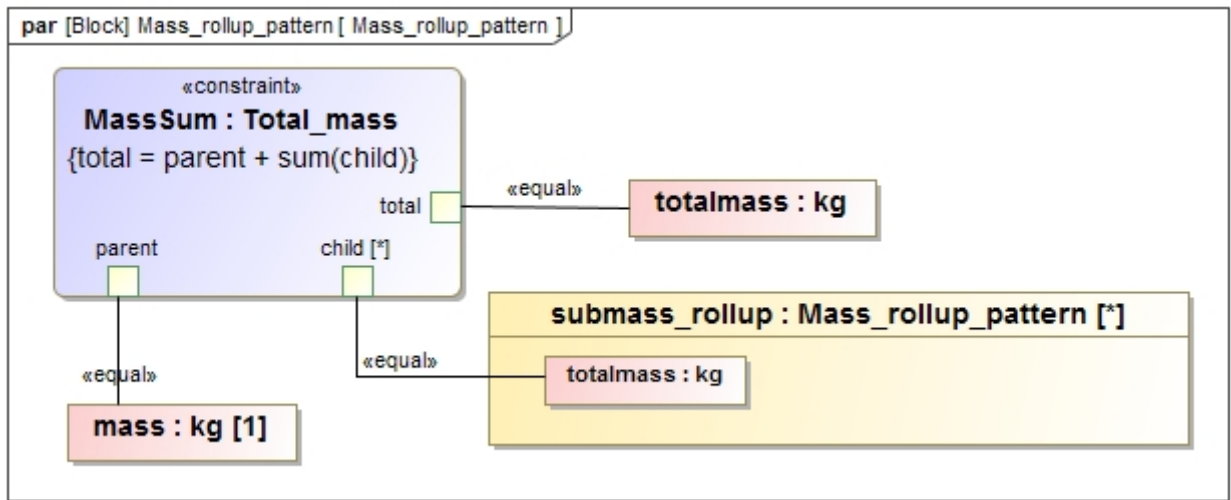 par [Block] Mass_rollup_pattern [ Mass_rollup_pattern ]
«constraint»
MassSum : Total_mass
{total = parent + sum(child)}
total
«equal»
totalmass : kg
parent
child [*]
submass_rollup : Mass_rollup_pattern [*]
«equal»
«equal»
totalmass : kg
mass : kg [1]